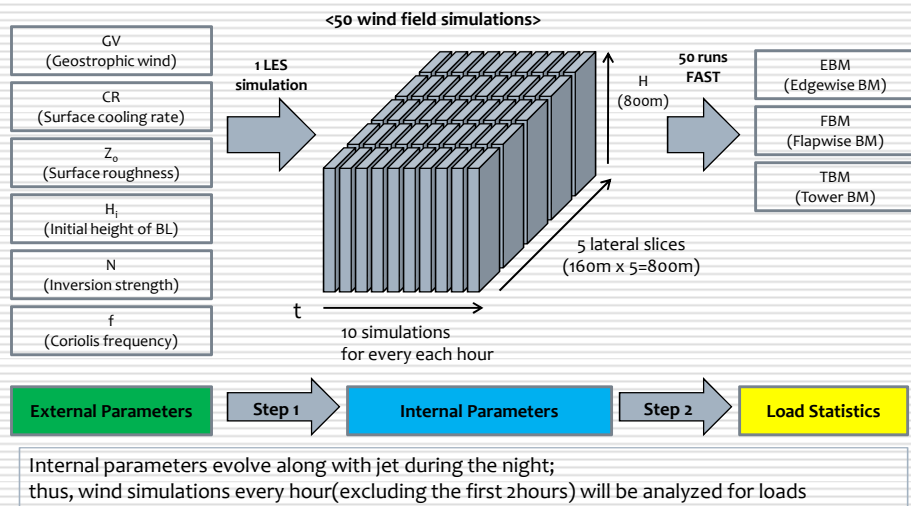 <50 wind field simulations>
GV
(Geostrophic wind)
CR
(Surface cooling rate)
Z₀
(Surface roughness)
Hᵢ
(Initial height of BL)
N
(Inversion strength)
f
(Coriolis frequency)
1 LES
simulation
H
(800m)
5 lateral slices
(160m x 5=800m)
t
10 simulations
for every each hour
50 runs
FAST
EBM
(Edgewise BM)
FBM
(Flapwise BM)
TBM
(Tower BM)
External Parameters
Step 1
Internal Parameters
Step 2
Load Statistics
Internal parameters evolve along with jet during the night;
thus, wind simulations every hour(excluding the first 2hours) will be analyzed for loads